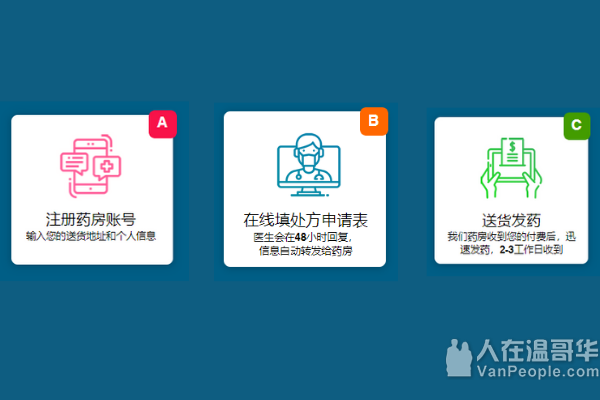 A
注册药房账号
输入您的送货地址和个人信息
B
在线填处方申请表
医生会在48小时回复，
信息自动转发给药房
C
$
送货发药
我们药房收到您的付费后，迅
速发药，2-3工作日收到
人在温哥华
VanPeople.com